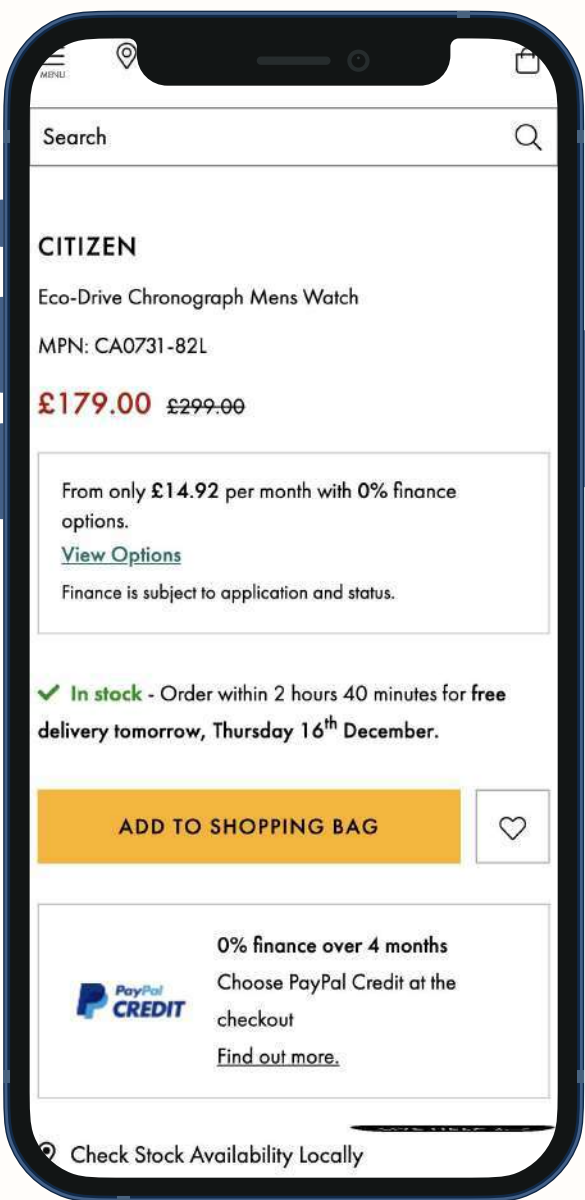 MENU
Search
CITIZEN
Eco-Drive Chronograph Mens Watch
MPN: CA0731-82L
£179.00 £299.00
From only £14.92 per month with 0% finance
options.
View Options
Finance is subject to application and status.
✓ In stock - Order within 2 hours 40 minutes for free
delivery tomorrow, Thursday 16th December.
ADD TO SHOPPING BAG
0% finance over 4 months
PayPal
CREDIT
Choose PayPal Credit at the
checkout
Find out more.
Check Stock Availability Locally